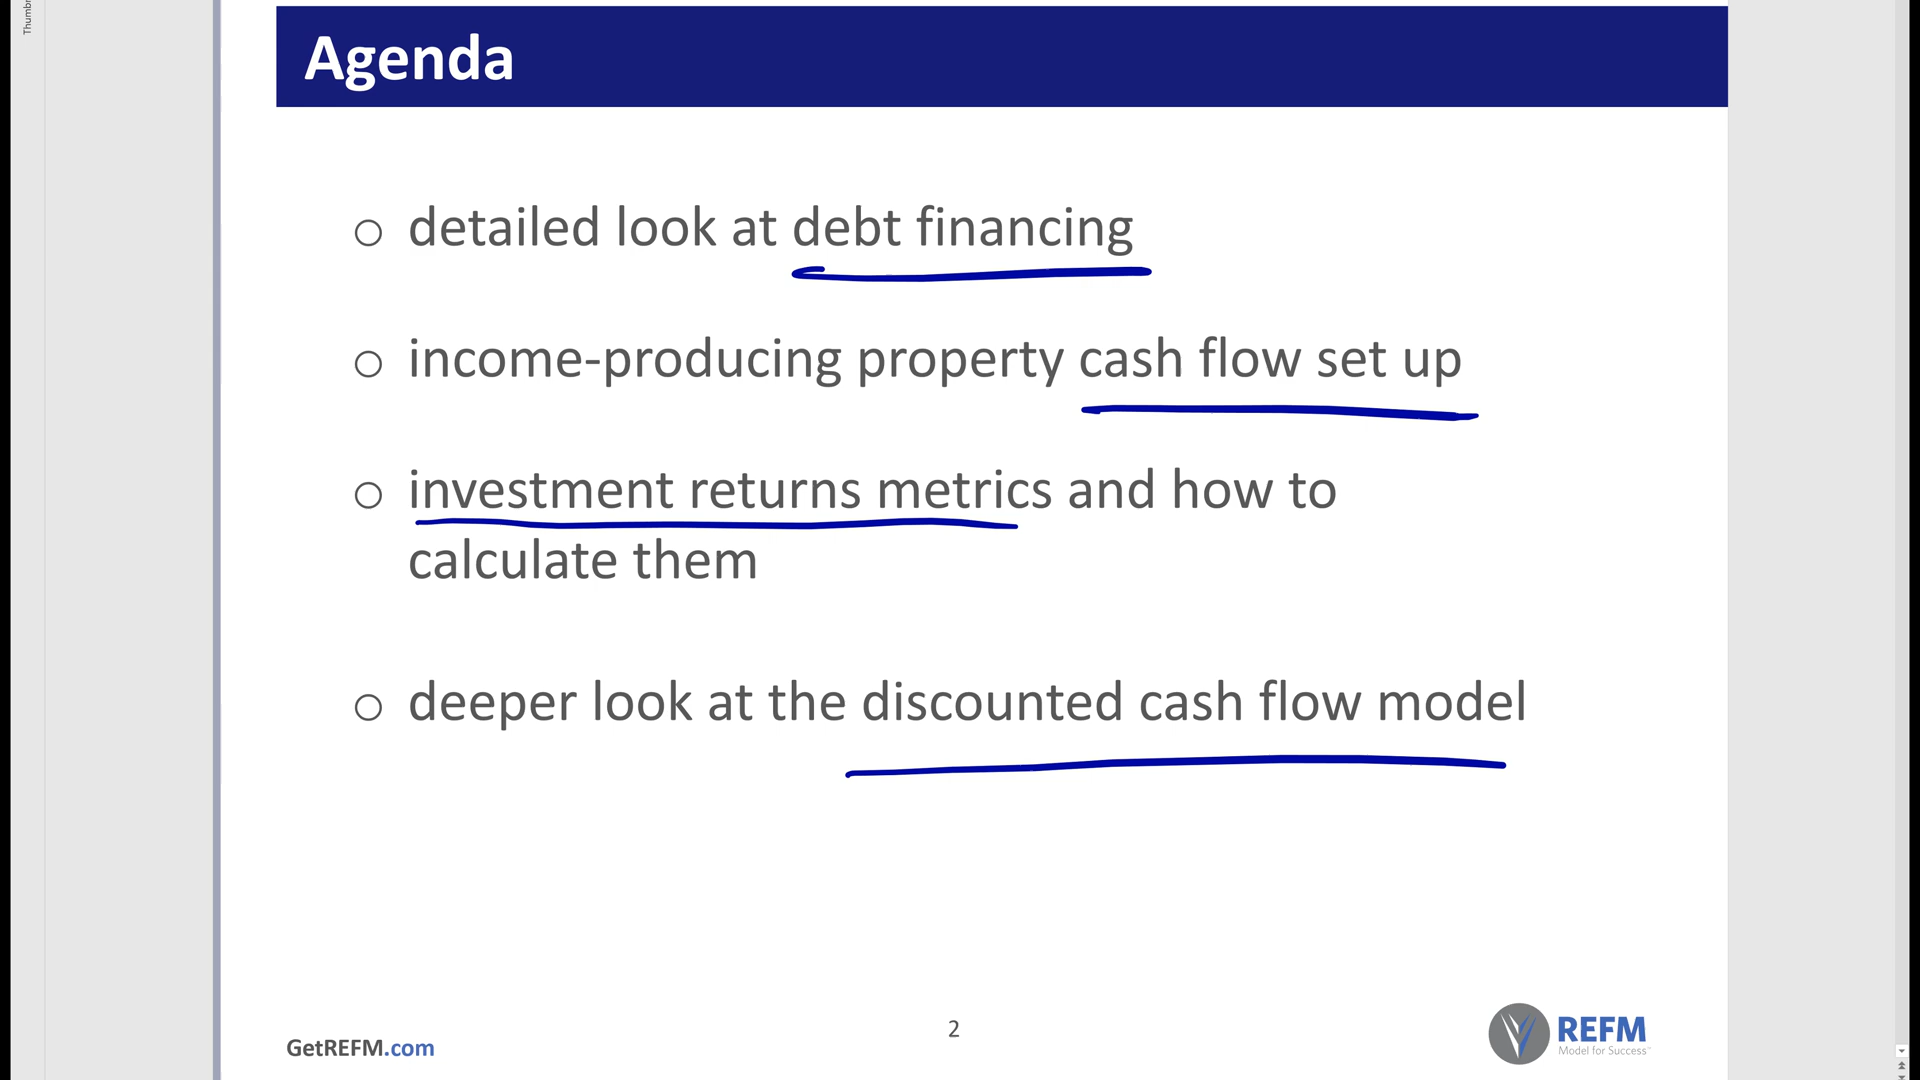 Thumbn
Agenda
o detailed look at debt financing
o income-producing property cash flow set up
o investment returns metrics and how to
calculate them
o deeper look at the discounted cash flow model
GetREFM.com
2
REFM
Model for Success